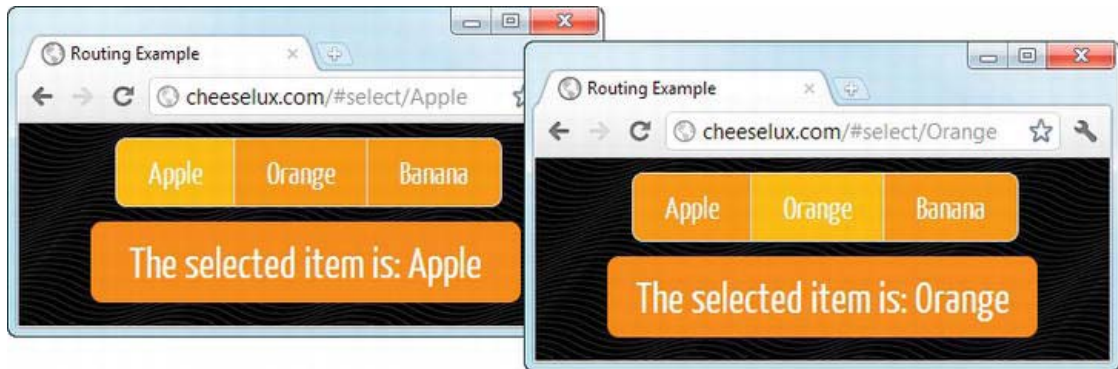 Routing Example
cheeselux.com/#select/Apple
Apple Orange Banana
The selected item is: Apple
Routing Example
cheeselux.com/#select/Orange
Apple Orange Banana
The selected item is: Orange